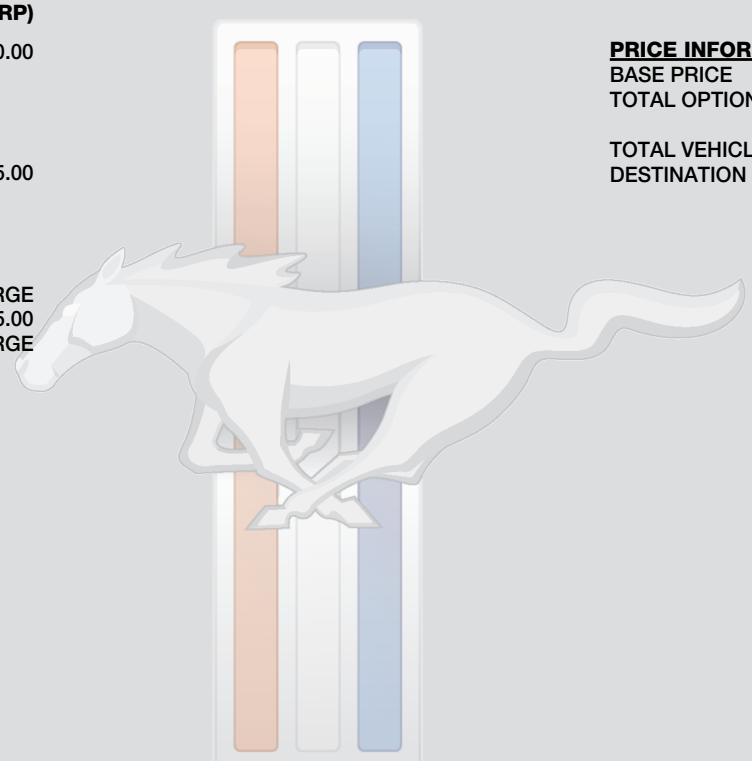 RP)
0.00
5.00
RGE
5.00
RGE
PRICE INFOR
BASE PRICE
TOTAL OPTION
TOTAL VEHICL
DESTINATION